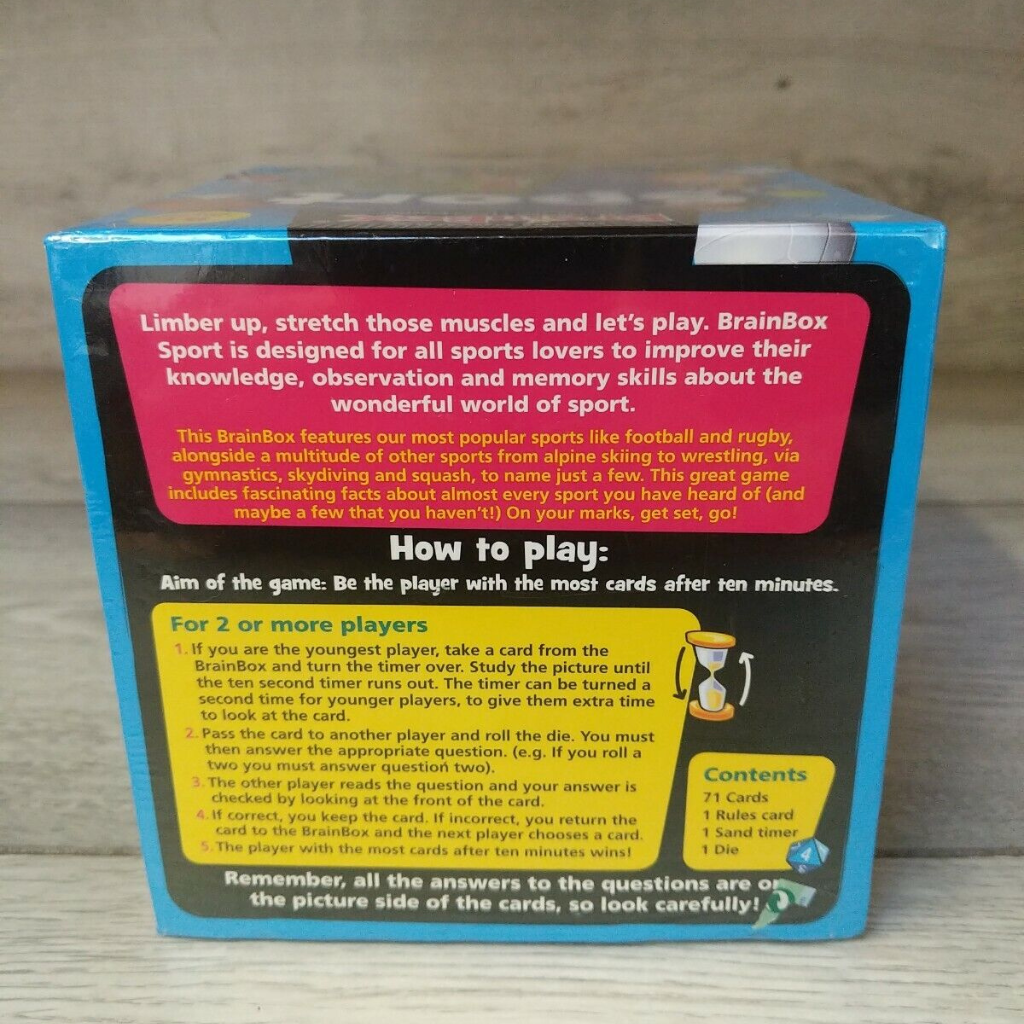 Limber up, stretch those muscles and let's play. BrainBox
Sport is designed for all sports lovers to improve their
knowledge, observation and memory skills about the
wonderful world of sport.
This BrainBox features our most popular sports like football and rugby,
alongside a multitude of other sports from alpine skiing to wrestling, via
gymnastics, skydiving and squash, to name just a few. This great game
includes fascinating facts about almost every sport you have heard of (and
maybe a few that you haven't!) On your marks, get set, go!
How to play:
Aim of the game: Be the player with the most cards after ten minutes.
For 2 or more players
1. If you are the youngest player, take a card from the
BrainBox and turn the timer over. Study the picture until
the ten second timer runs out. The timer can be turned a
second time for younger players, to give them extra time
to look at the card.
2. Pass the card to another player and roll the die. You must
then answer the appropriate question. (e.g. If you roll a
two you must answer question two).
3. The other player reads the question and your answer is
checked by looking at the front of the card.
4. If correct, you keep the card. If incorrect, you return the
card to the BrainBox and the next player chooses a card.
5. The player with the most cards after ten minutes wins!
Contents
71 Cards
1 Rules card
1 Sand timer
1 Die
4
Remember, all the answers to the questions are
the picture side of the cards, so look carefully!